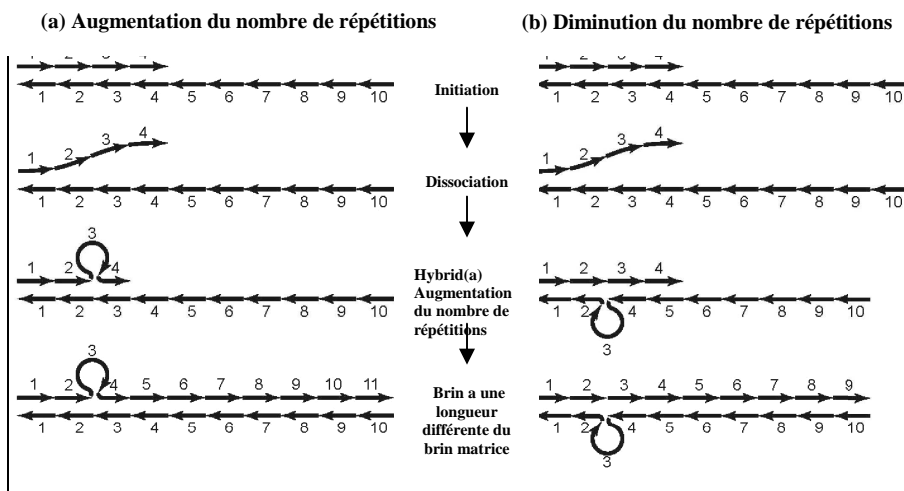 (a) Augmentation du nombre de répétitions
(b) Diminution du nombre de répétitions
1 2 3 4
1 2 3 4 5 6 7 8 9 10
Initiation
1 2 3 4
1 2 3 4 5 6 7 8 9 10
1 2 3 4
1 2 3 4 5 6 7 8 9 10
Dissociation
1 2 3 4
1 2 3 4 5 6 7 8 9 10
1 2 3 4
1 2 3 4 5 6 7 8 9 10
Hybrid(a)
Augmentation
du nombre de
répétitions
1 2 3 4
1 2 4 5 6 7 8 9 10
3
1 2 3 4 5 6 7 8 9 10 11
1 2 3 4 5 6 7 8 9 10
Brin a une
longueur
différente du
brin matrice
1 2 3 4 5 6 7 8 9
1 2 4 5 6 7 8 9 10
3